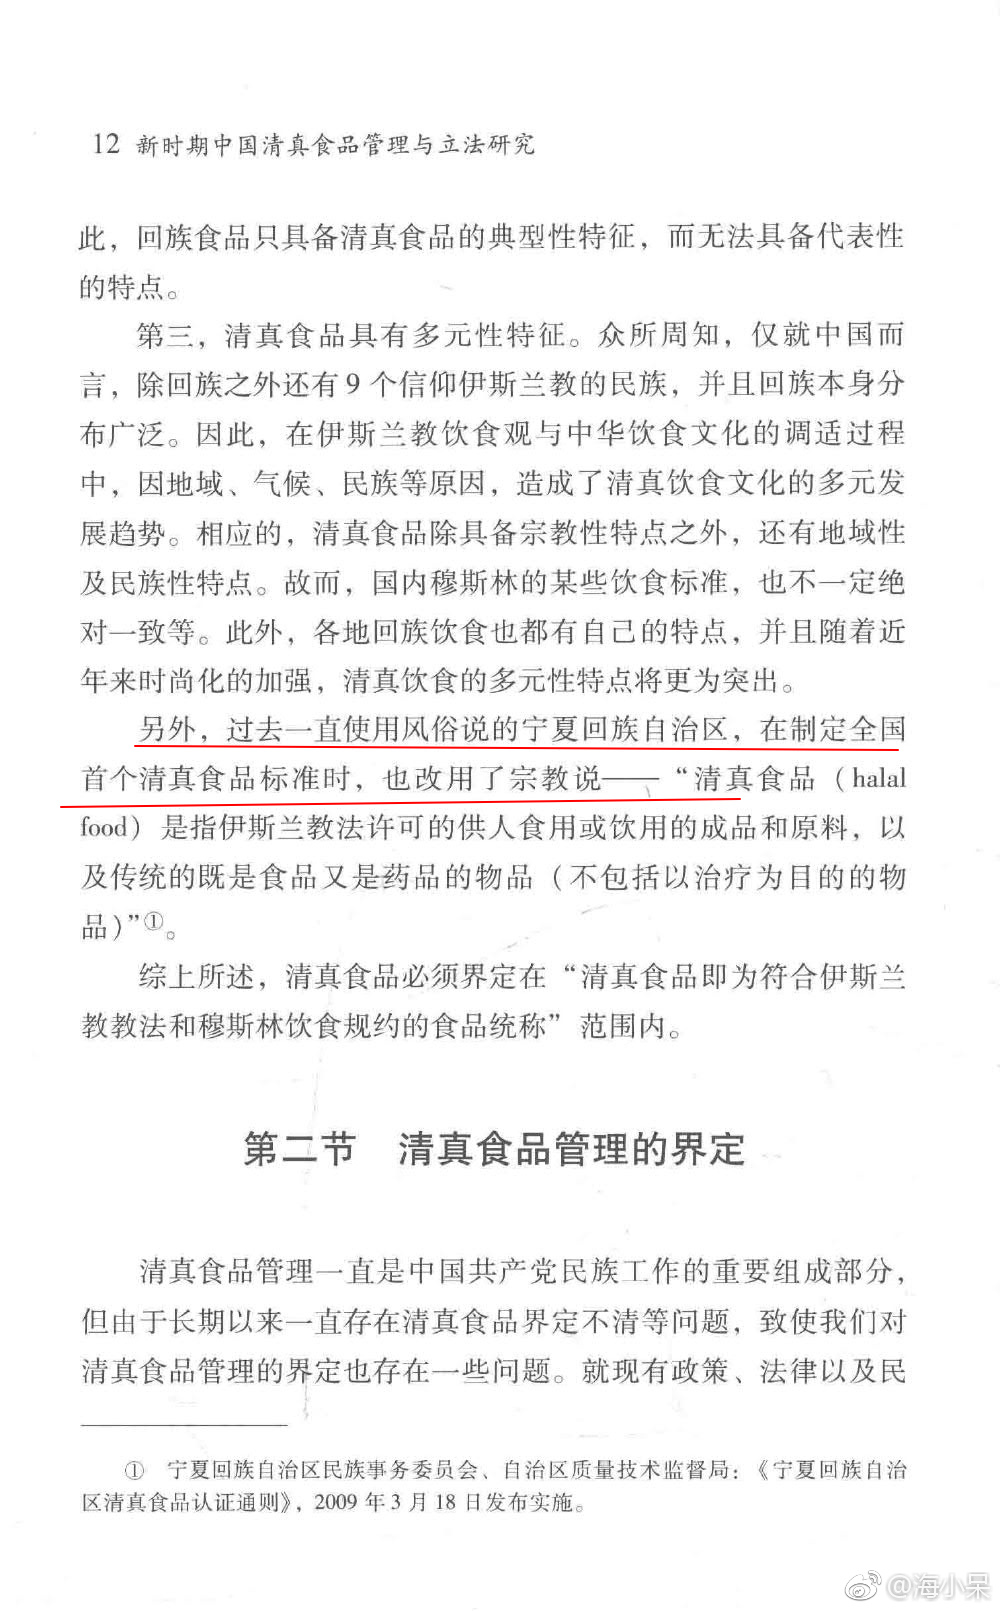 12 新时期中国清真食品管理与立法研究
此，回族食品只具备清真食品的典型性特征，而无法具备代表性
的特点。
第三，清真食品具有多元性特征。众所周知，仅就中国而
言，除回族之外还有 9 个信仰伊斯兰教的民族，并且回族本身分
布广泛。因此，在伊斯兰教饮食观与中华饮食文化的调适过程
中，因地域、气候、民族等原因，造成了清真饮食文化的多元发
展趋势。相应的，清真食品除具备宗教性特点之外，还有地域性
及民族性特点。故而，国内穆斯林的某些饮食标准，也不一定绝
对一致等。此外，各地回族饮食也都有自己的特点，并且随着近
年来时尚化的加强，清真饮食的多元性特点将更为突出。
另外，过去一直使用风俗说的宁夏回族自治区，在制定全国
首个清真食品标准时，也改用了宗教说——“清真食品（halal
food）是指伊斯兰教法许可的供人食用或饮用的成品和原料，以
及传统的既是食品又是药品的物品（不包括以治疗为目的的物
品）”①。
综上所述，清真食品必须界定在“清真食品即为符合伊斯兰
教教法和穆斯林饮食规约的食品统称”范围内。
第二节 清真食品管理的界定
清真食品管理一直是中国共产党民族工作的重要组成部分，
但由于长期以来一直存在清真食品界定不清等问题，致使我们对
清真食品管理的界定也存在一些问题。就现有政策、法律以及民
① 宁夏回族自治区民族事务委员会、自治区质量技术监督局：《宁夏回族自治
区清真食品认证通则》，2009 年 3 月 18 日发布实施。
@海小呆